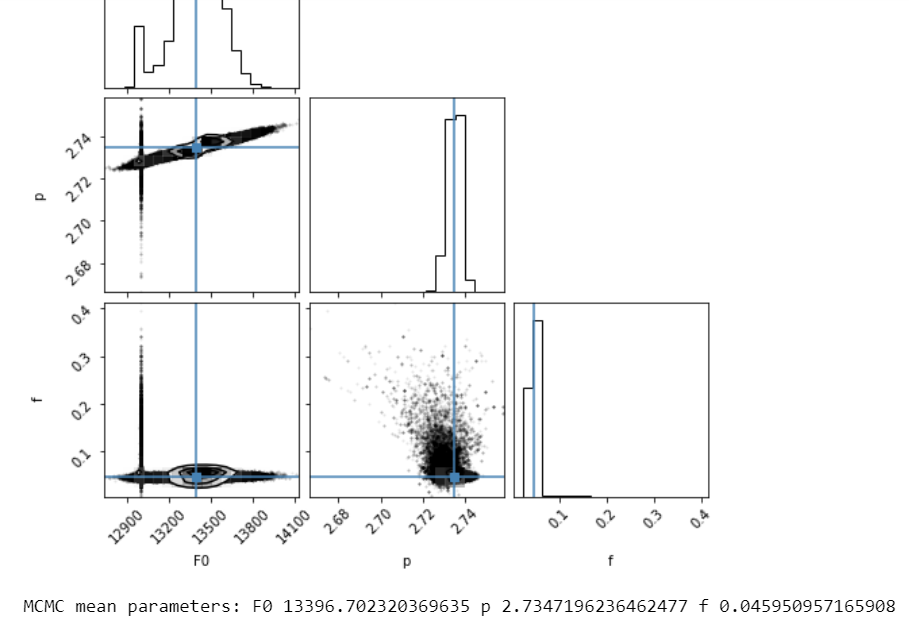 2.74
2.72
2.70
2.68
p
0.4
0.3
0.2
0.1
f
12900 13200 13500 13800 14100
2.68 2.70 2.72 2.74
0.1 0.2 0.3 0.4
F0 p f
MCMC mean parameters: F0 13396.702320369635 p 2.7347196236462477 f 0.045950957165908